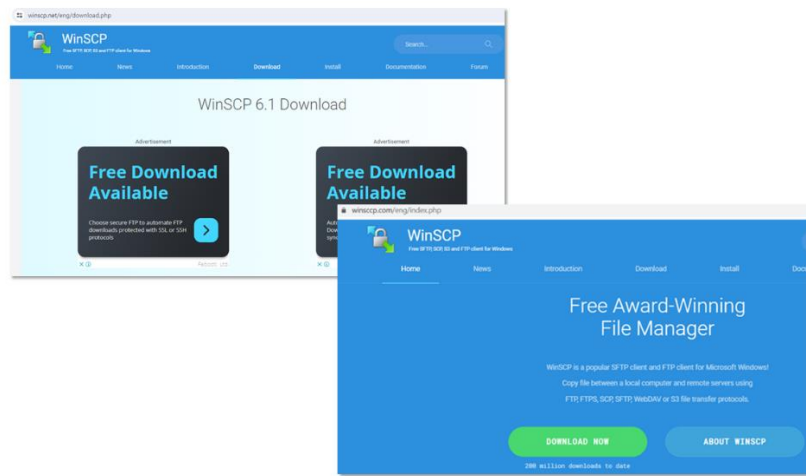 winscp.net/eng/download.php
WinSCP
Free SFTP, SCP, S3 and FTP client for Windows
Search...
Home News Introduction Download Install Documentation Forum
WinSCP 6.1 Download
Advertisement
Advertisement
Free Download
Available
Choose secure FTP to automate FTP
downloads protected with SSL or SSH
protocols
Free Download
Available
winsccp.com/eng/index.php
WinSCP
Free SFTP, SCP, S3 and FTP client for Windows
Home News Introduction Download Install
Free Award-Winning
File Manager
WinSCP is a popular SFTP client and FTP client for Microsoft Windows!
Copy file between a local computer and remote servers using
FTP, FTPS, SCP, SFTP, WebDAV or S3 file transfer protocols.
DOWNLOAD NOW
ABOUT WINSCP
200 million downloads to date